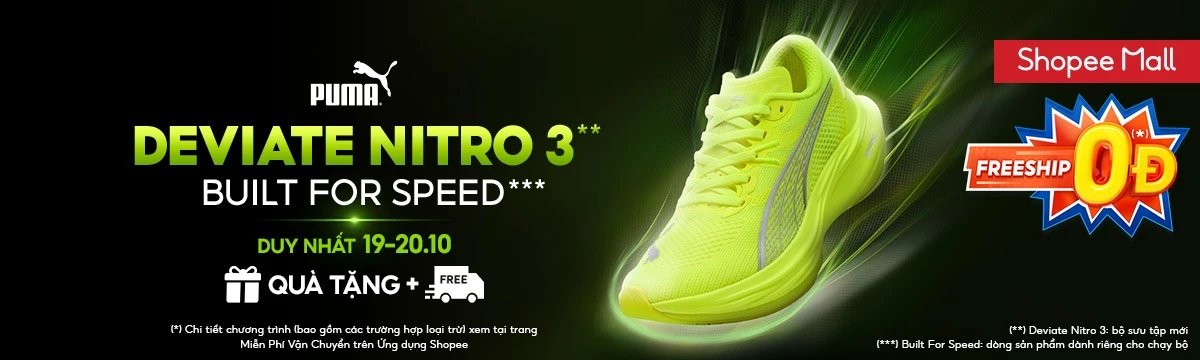 PUMA
DEVIATE NITRO 3**
BUILT FOR SPEED***
DUY NHẤT 19-20.10
QUÀ TẶNG + FREE
(*) Chi tiết chương trình (bao gồm các trường hợp loại trừ) xem tại trang
Miễn Phí Vận Chuyển trên Ứng dụng Shopee
Shopee Mall
FREESHIP 0Đ(*)
(**) Deviate Nitro 3: bộ sưu tập mới
(***) Built For Speed: dòng sản phẩm dành riêng cho chạy bộ